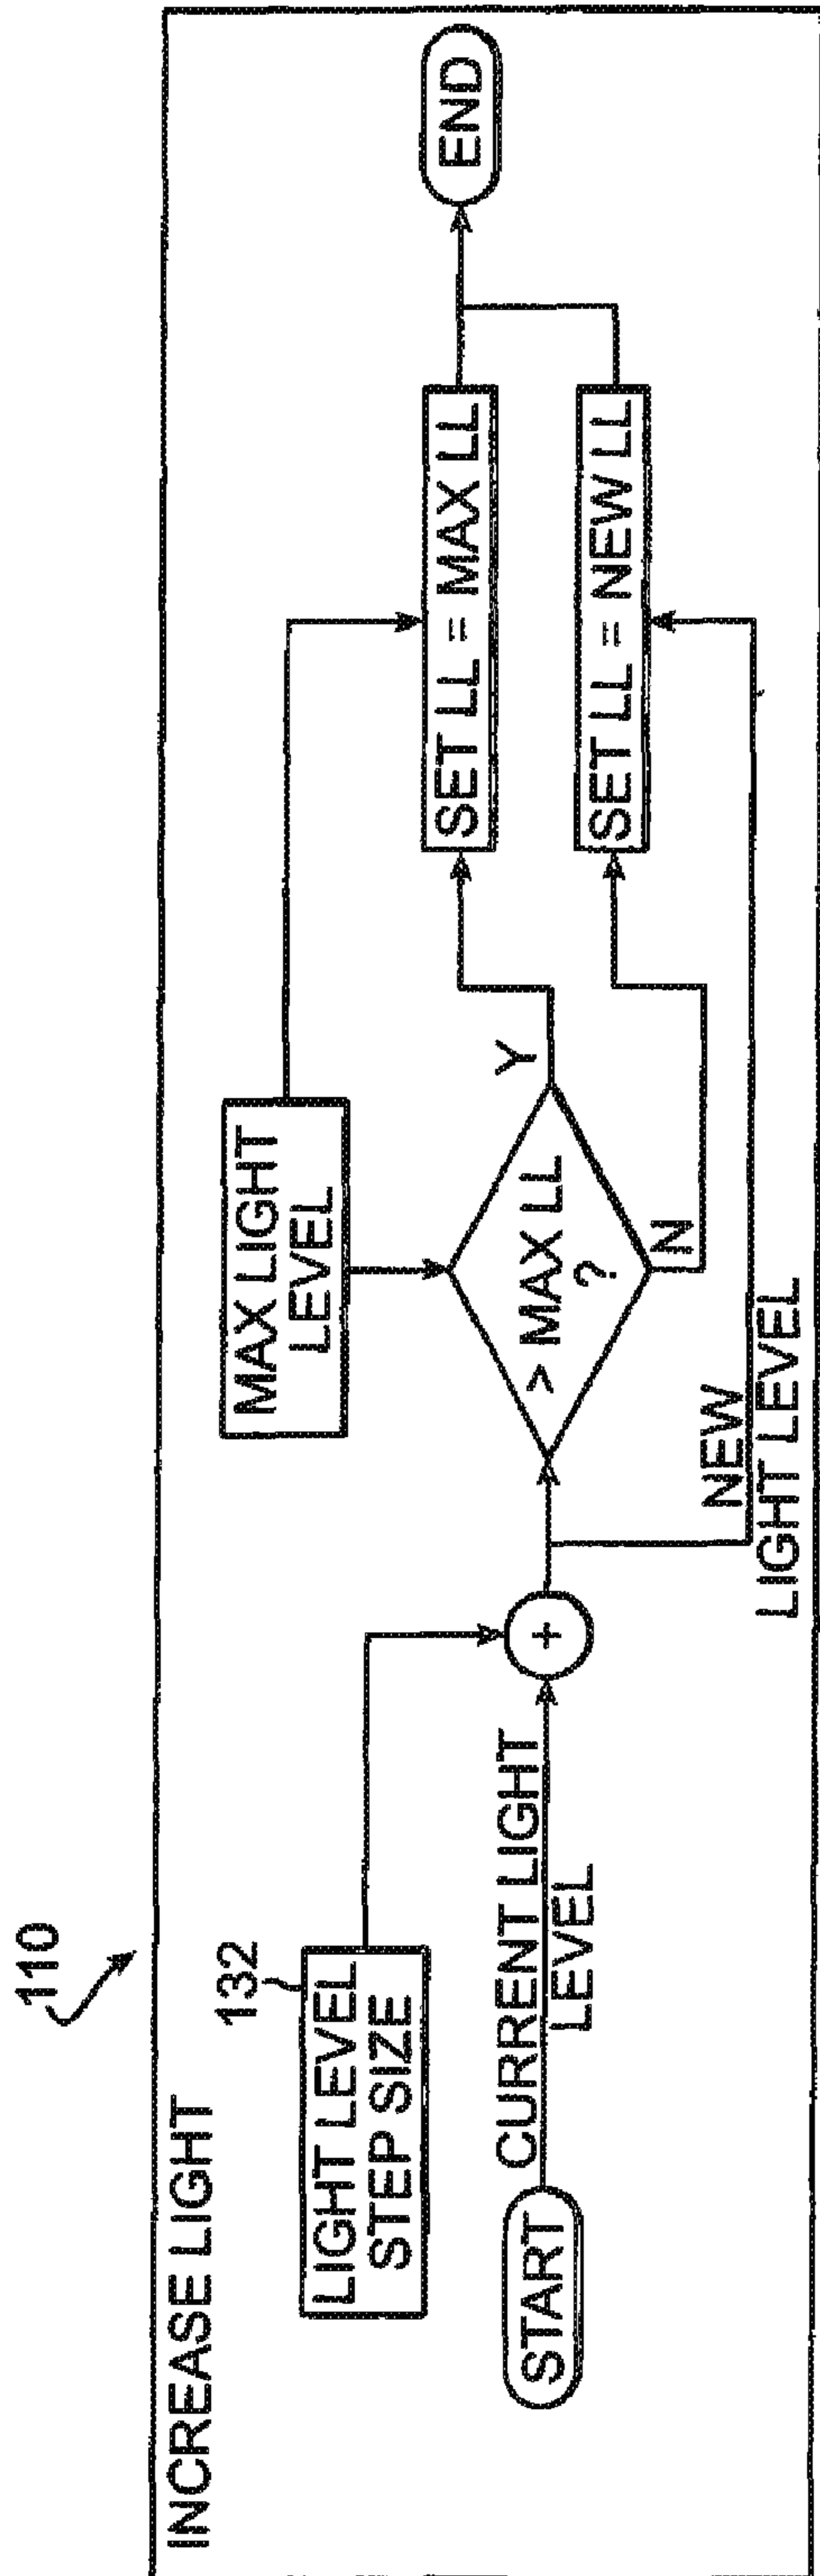 110
INCREASE LIGHT
132
LIGHT LEVEL
STEP SIZE
START
CURRENT LIGHT
LEVEL
+
NEW
LIGHT LEVEL
MAX LIGHT
LEVEL
> MAX LL
?
Y
N
SET LL = MAX LL
SET LL = NEW LL
END